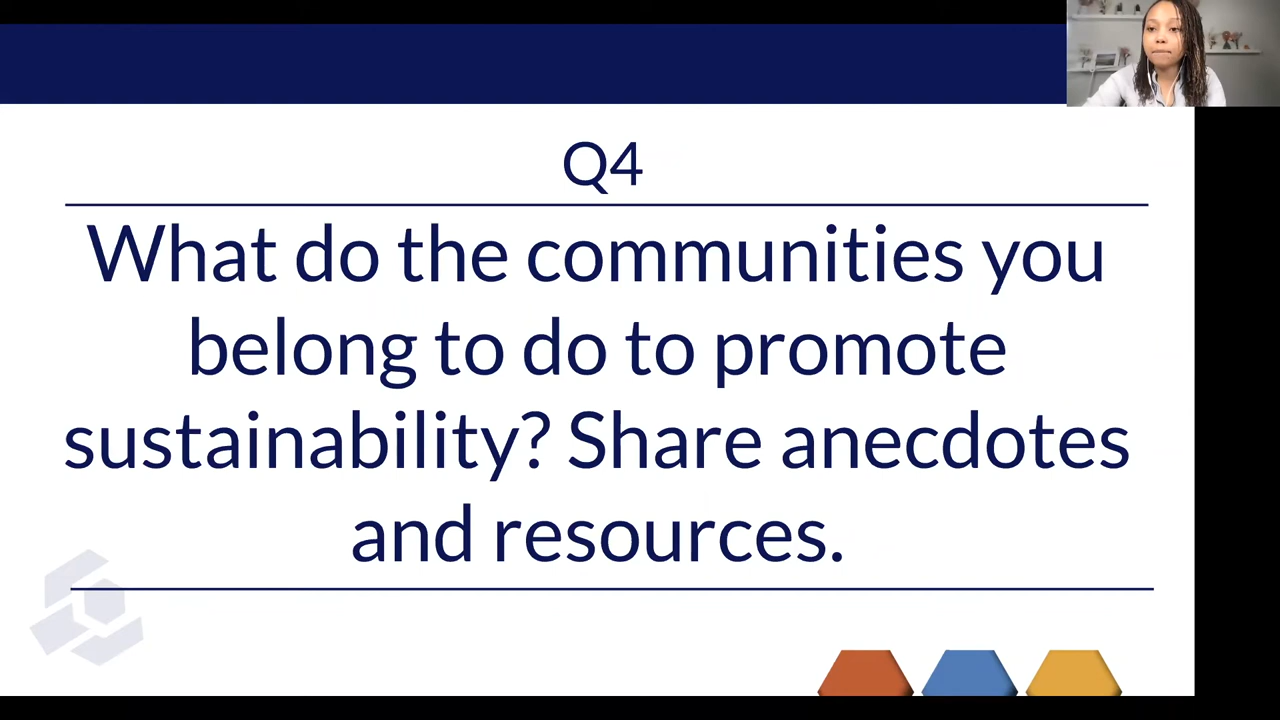 Q4
What do the communities you
belong to do to promote
sustainability? Share anecdotes
and resources.